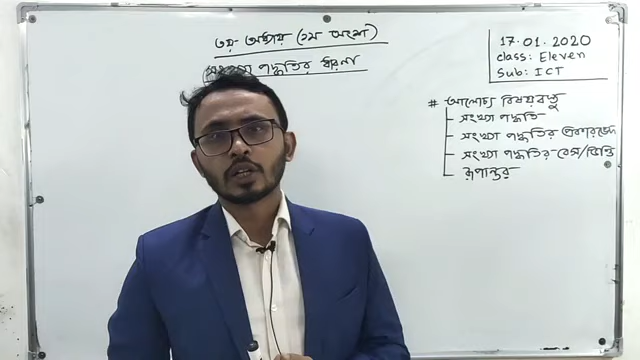 ৩য়-অধ্যায় (১ম অংশ)
সংখ্যা পদ্ধতির ধারণা
17.01.2020
class: Eleven
Sub: ICT
# আলোচ্য বিষয়বস্তু
সংখ্যা পদ্ধতি
সংখ্যা পদ্ধতির প্রকারভেদ
সংখ্যা পদ্ধতির-বেস/ভিত্তি
রূপান্তর